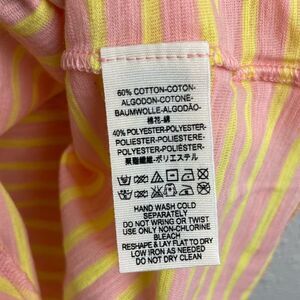 60% COTTON-COTON-
ALGODON-COTONE-
BAUMWOLLE-ALGODÃO-
棉花-綿
40% POLYESTER-POLYESTER-
POLIESTER-POLIESTERE-
POLYESTER-POLIÉSTER-
聚脂纖維-ポリエステル
HAND WASH COLD
SEPARATELY
DO NOT WRING OR TWIST
USE ONLY NON-CHLORINE
BLEACH
RESHAPE & LAY FLAT TO DRY
LOW IRON AS NEEDED
DO NOT DRY CLEAN